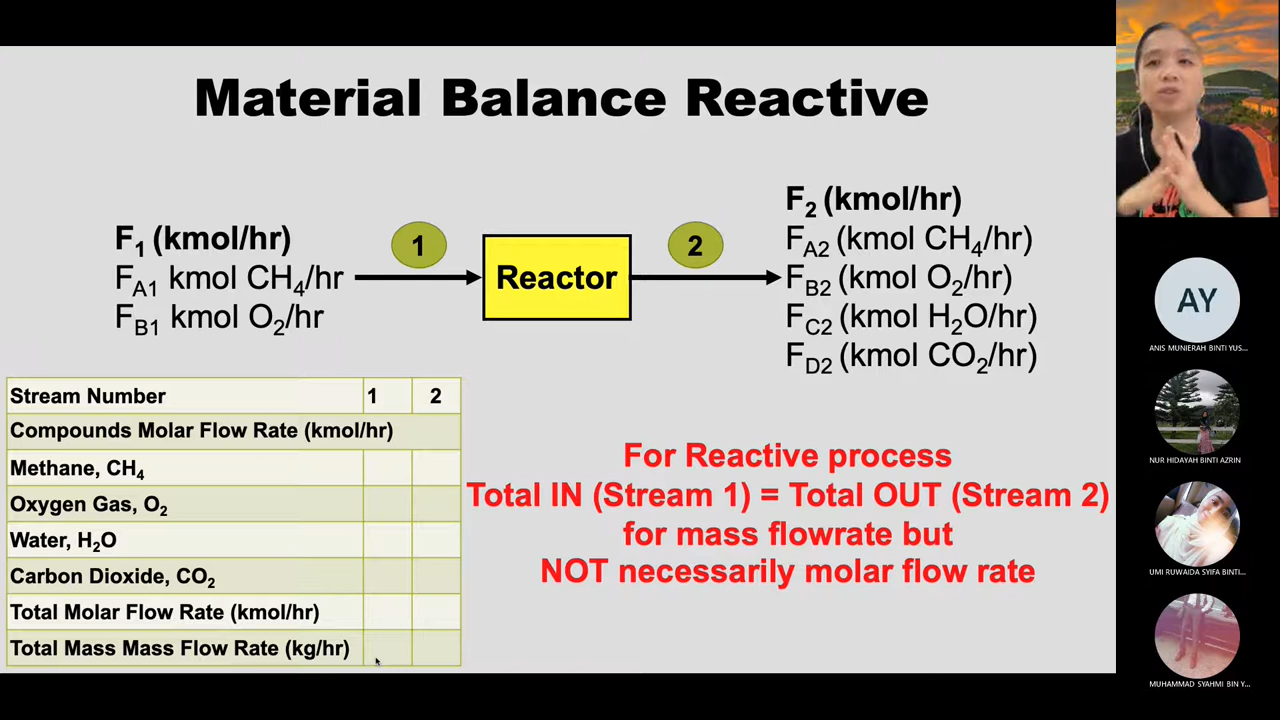 Material Balance Reactive
F₁ (kmol/hr)
F_A1 kmol CH₄/hr
F_B1 kmol O₂/hr
1
Reactor
2
F₂ (kmol/hr)
F_A2 (kmol CH₄/hr)
F_B2 (kmol O₂/hr)
F_C2 (kmol H₂O/hr)
F_D2 (kmol CO₂/hr)
Stream Number 1 2
Compounds Molar Flow Rate (kmol/hr)
Methane, CH₄
Oxygen Gas, O₂
Water, H₂O
Carbon Dioxide, CO₂
Total Molar Flow Rate (kmol/hr)
Total Mass Mass Flow Rate (kg/hr)
For Reactive process
Total IN (Stream 1) = Total OUT (Stream 2)
for mass flowrate but
NOT necessarily molar flow rate
AY
ANIS MUNIERAH BINTI YUS...
NUR HIDAYAH BINTI AZRIN
UMI RUWAIDA SYIFA BINTI...
MUHAMMAD SYAHMI BIN Y...